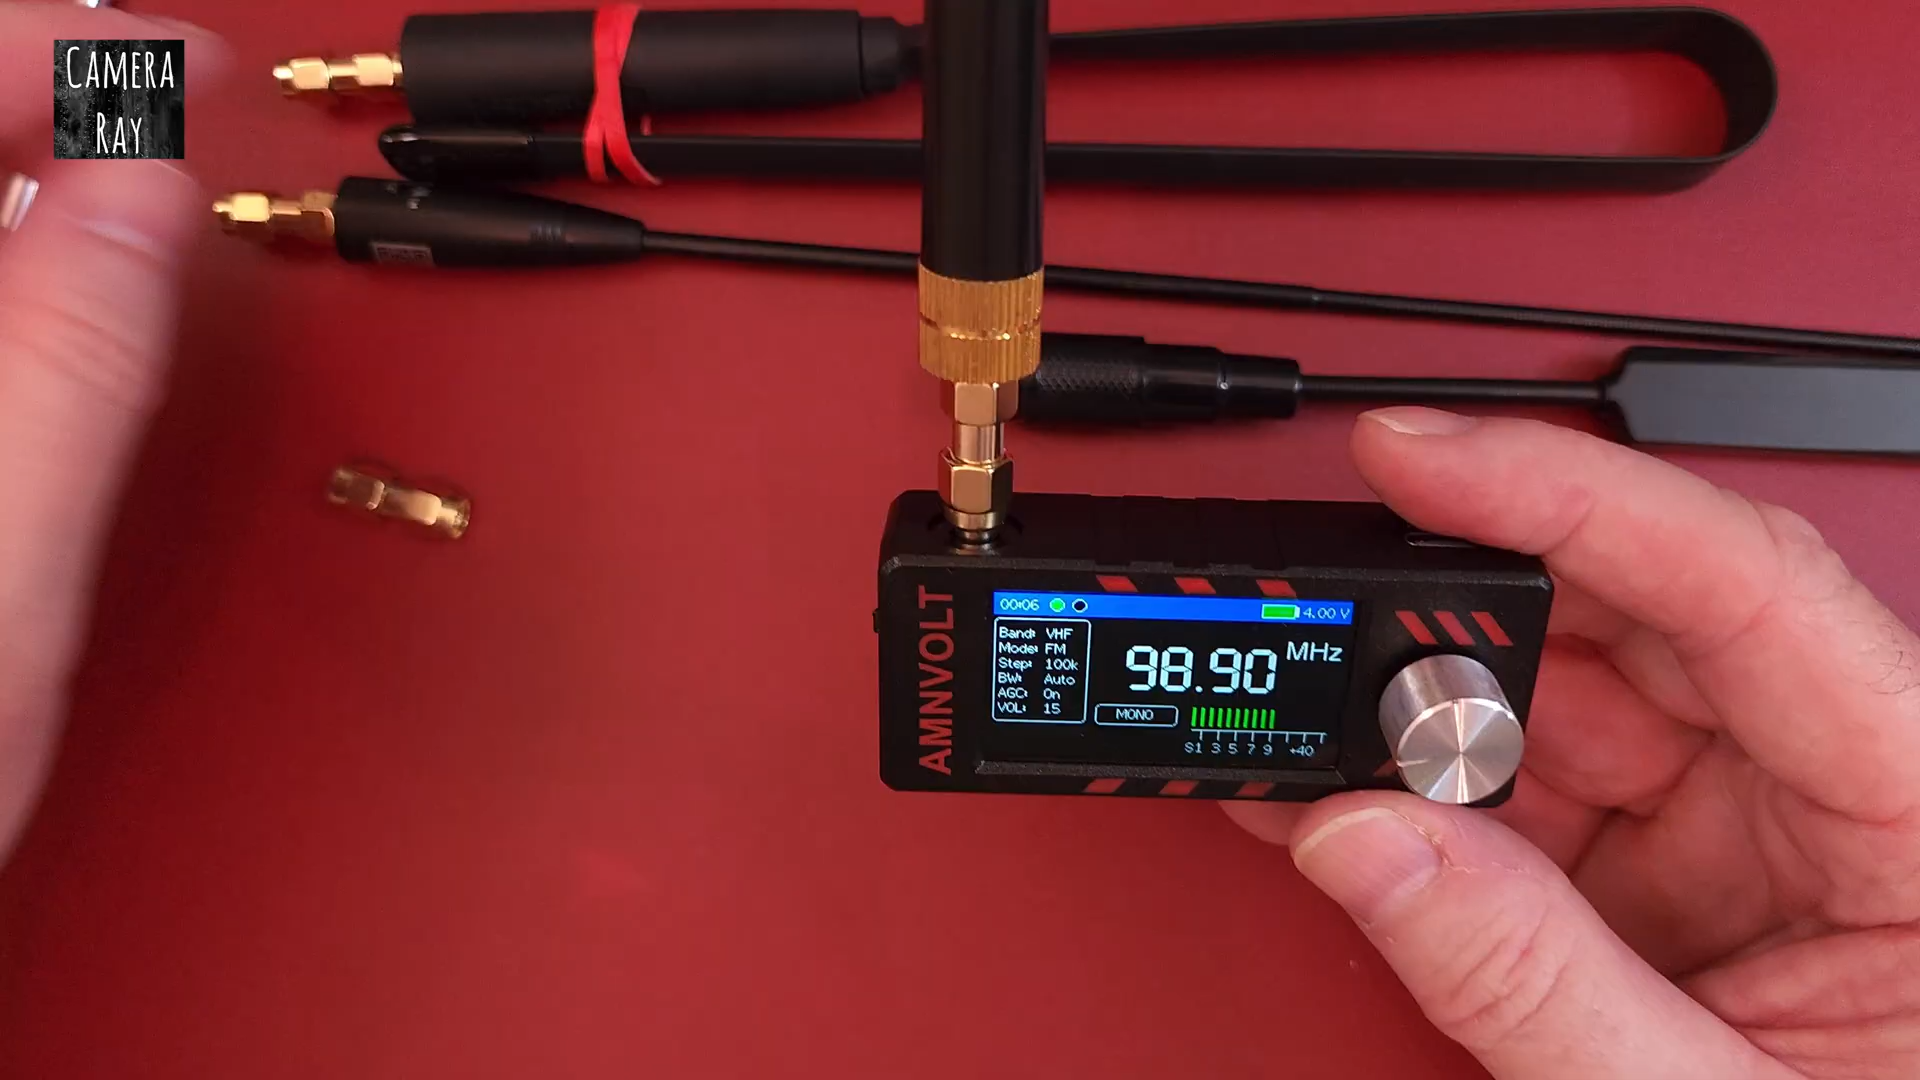 CAMERA
RAY
AMNVOLT
00:06
4.00 V
Band: VHF
Mode: FM
Step: 100k
BW: Auto
AGC: On
VOL: 15
98.90 MHz
MONO
S1 3 5 7 9 +40